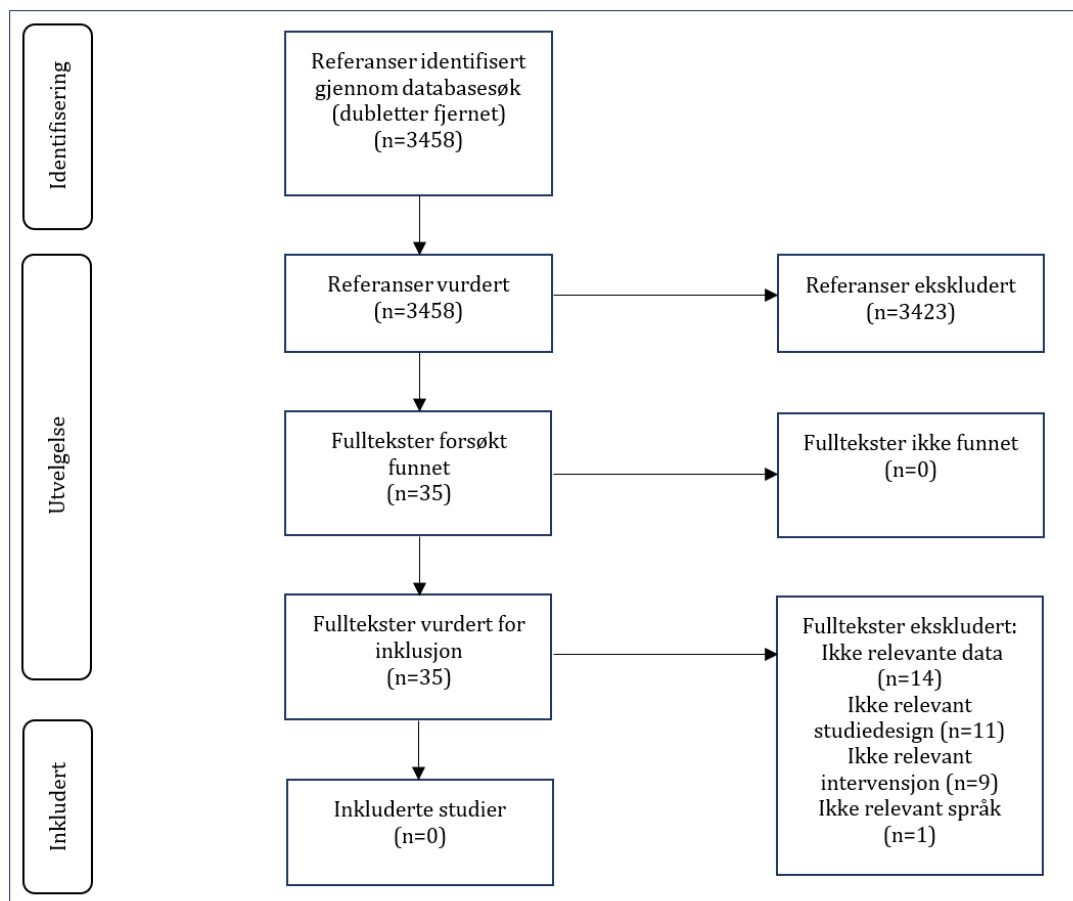 Identifisering
Referanser identifisert
gjennom databasesøk
(dubletter fjernet)
(n=3458)
Utvelgelse
Referanser vurdert
(n=3458)
Referanser ekskludert
(n=3423)
Fulltekster forsøkt
funnet
(n=35)
Fulltekster ikke funnet
(n=0)
Fulltekster vurdert for
inklusjon
(n=35)
Fulltekster ekskludert:
Ikke relevante data
(n=14)
Ikke relevant
studiedesign (n=11)
Ikke relevant
intervensjon (n=9)
Ikke relevant språk
(n=1)
Inkludert
Inkluderte studier
(n=0)